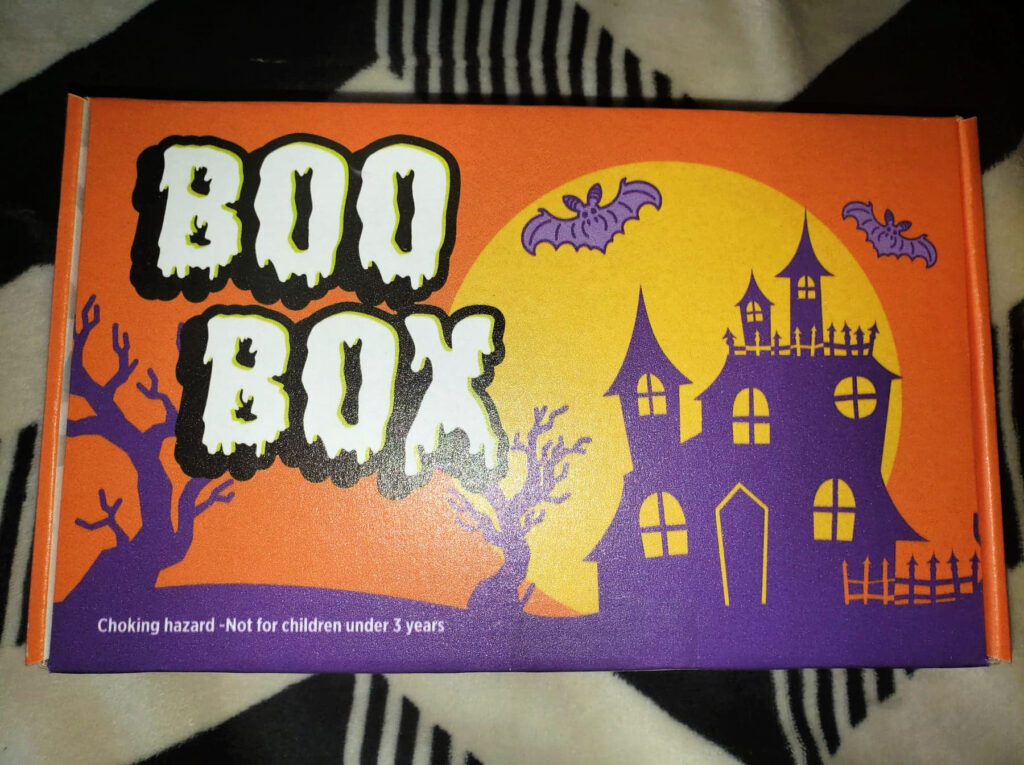 BOO
BOX
Choking hazard -Not for children under 3 years